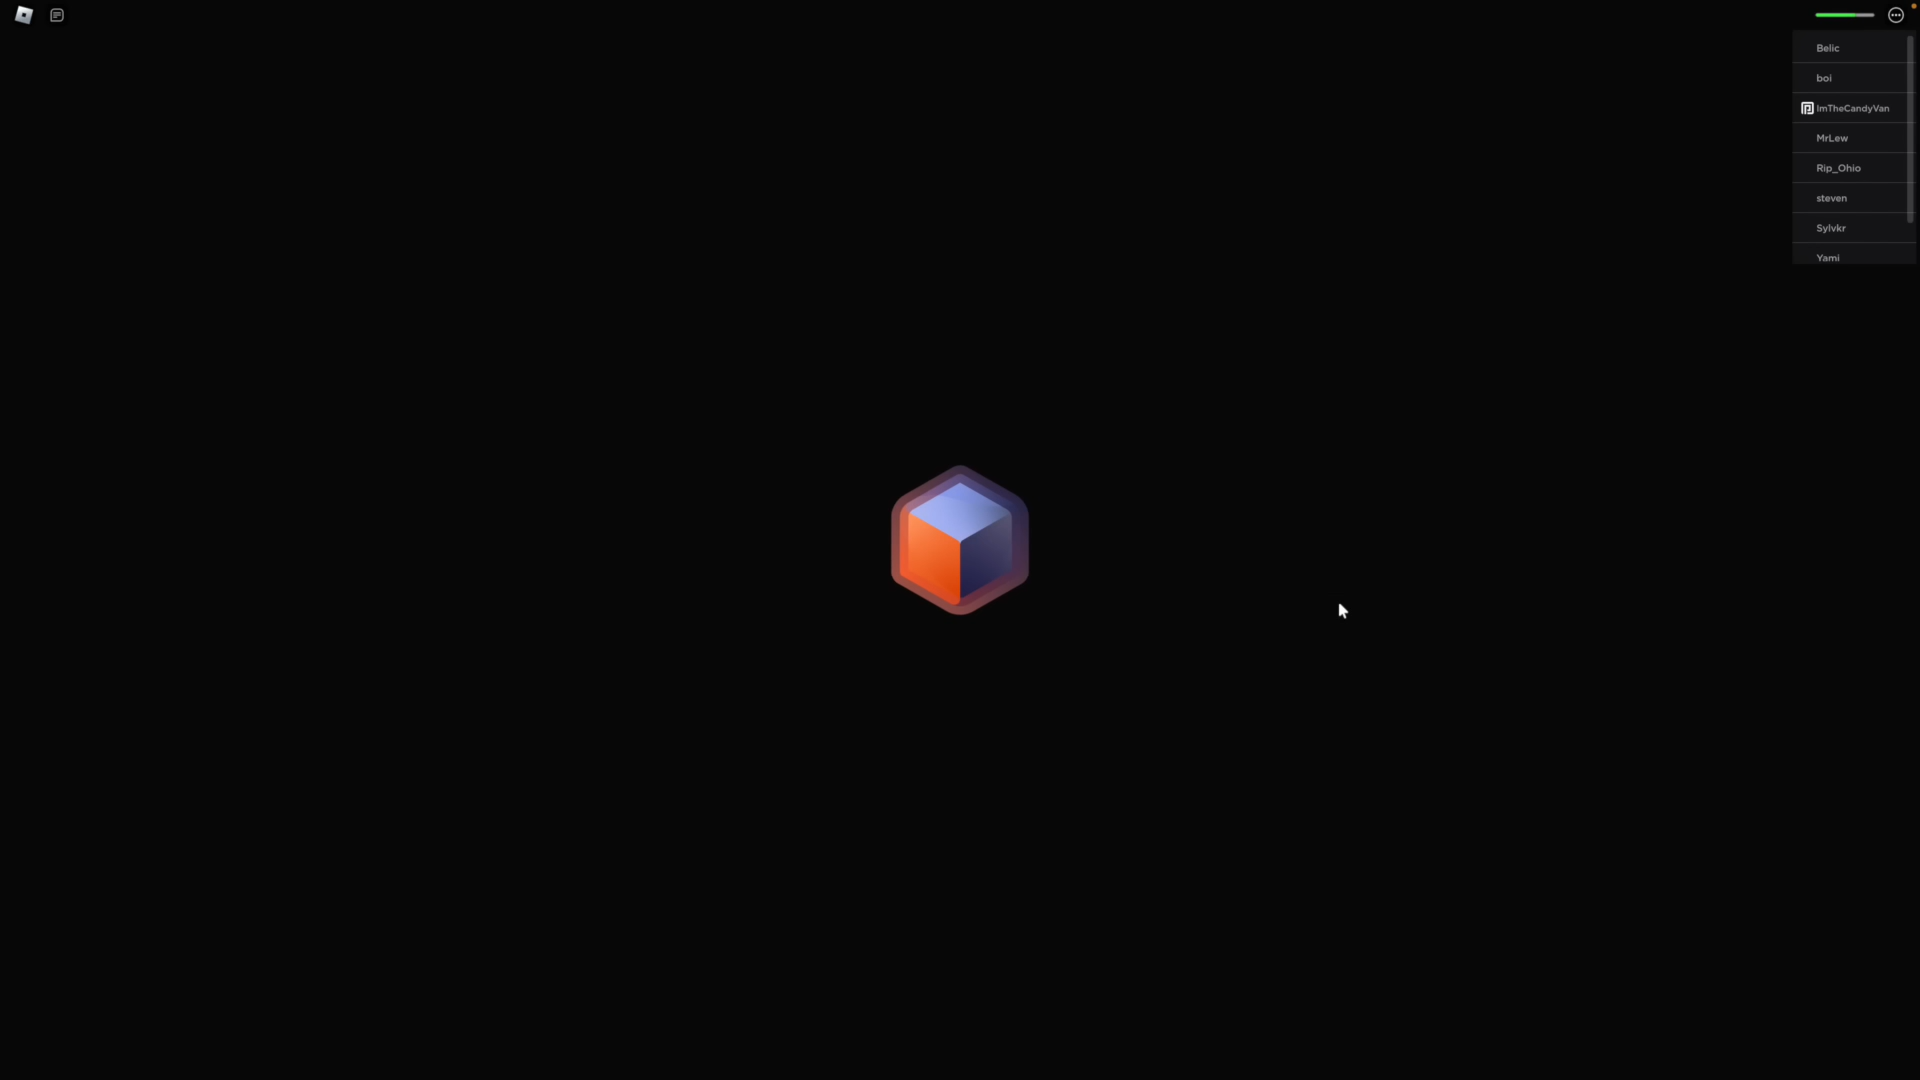 Belic
boi
ImTheCandyVan
MrLew
Rip_Ohio
steven
Sylvkr
Yami